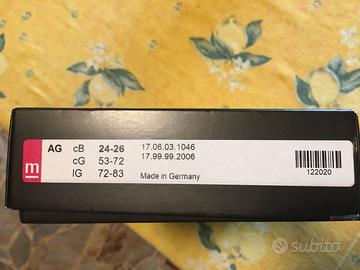 m
AG cB 24-26 17.06.03.1046
cG 53-72 17.99.99.2006
lG 72-83 Made in Germany
122020
subito